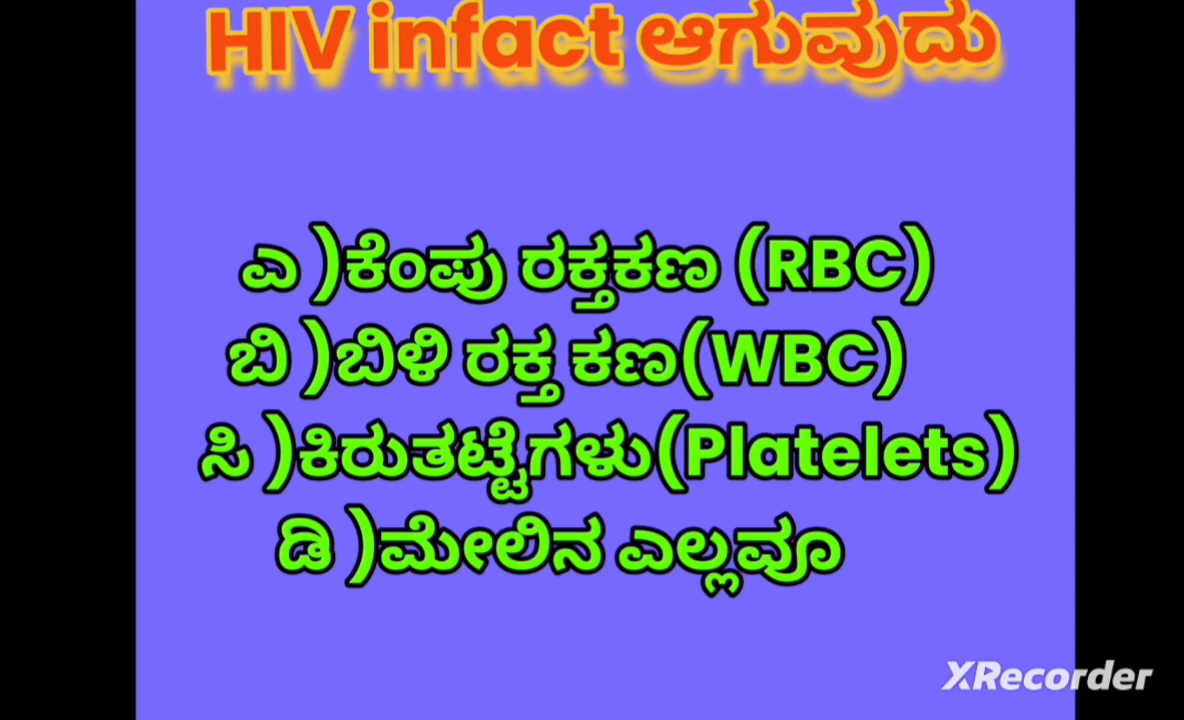 HIV infact ಆಗುವುದು
ಎ )ಕೆಂಪು ರಕ್ತಕಣ (RBC)
ಬಿ )ಬಿಳಿ ರಕ್ತ ಕಣ(WBC)
ಸಿ )ಕಿರುತಟ್ಟೆಗಳು(Platelets)
ಡಿ )ಮೇಲಿನ ಎಲ್ಲವೂ
XRecorder